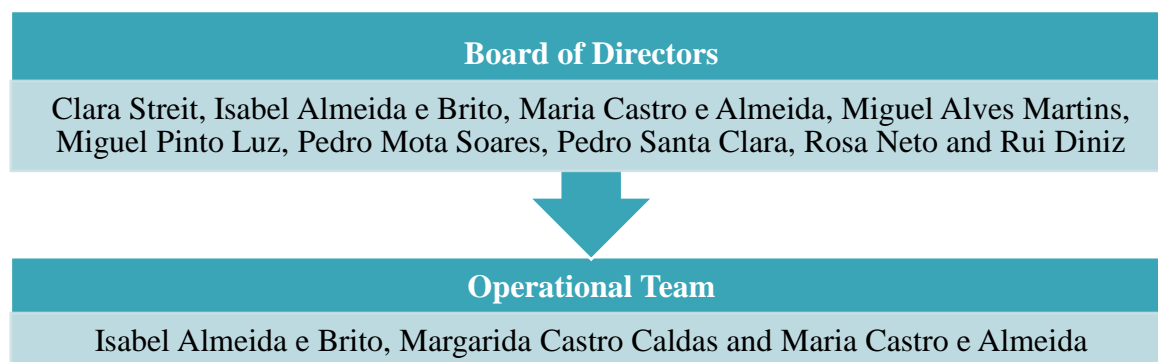 Board of Directors
Clara Streit, Isabel Almeida e Brito, Maria Castro e Almeida, Miguel Alves Martins,
Miguel Pinto Luz, Pedro Mota Soares, Pedro Santa Clara, Rosa Neto and Rui Diniz
Operational Team
Isabel Almeida e Brito, Margarida Castro Caldas and Maria Castro e Almeida